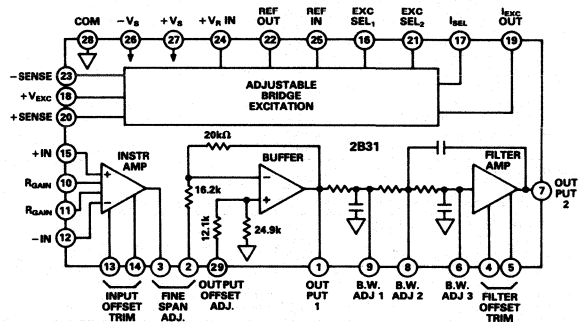 COM −VS +VS +VR IN REF OUT REF IN EXC SEL1 EXC SEL2 ISEL IEXC OUT
28 26 27 24 22 25 16 21 17 19
−SENSE 23
+VEXC 18
+SENSE 20
ADJUSTABLE
BRIDGE
EXCITATION
20kΩ
2B31
+IN 15
RGAIN 10
RGAIN 11
−IN 12
INSTR
AMP
+
−
16.2k
12.1k
24.9k
BUFFER
−
+
FILTER
AMP
+
7 OUT
PUT
2
13 14 3 2 29 1 9 8 6 4 5
INPUT
OFFSET
TRIM
FINE
SPAN
ADJ.
OUTPUT
OFFSET
ADJ.
OUT
PUT
1
B.W.
ADJ 1
B.W.
ADJ 2
B.W.
ADJ 3
FILTER
OFFSET
TRIM